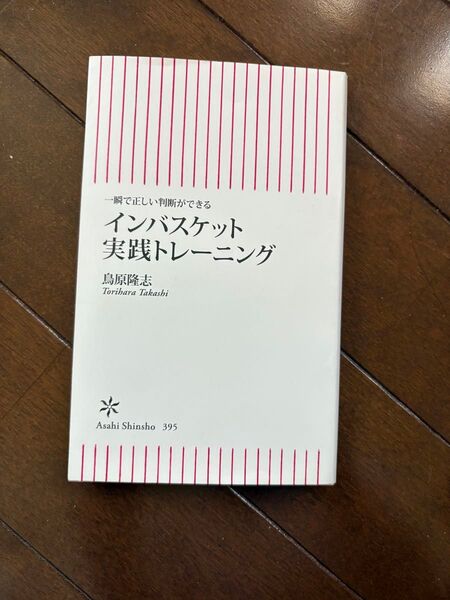 一瞬で正しい判断ができる
インバスケット
実践トレーニング
鳥原隆志
Torihara Takashi
Asahi Shinsho 395